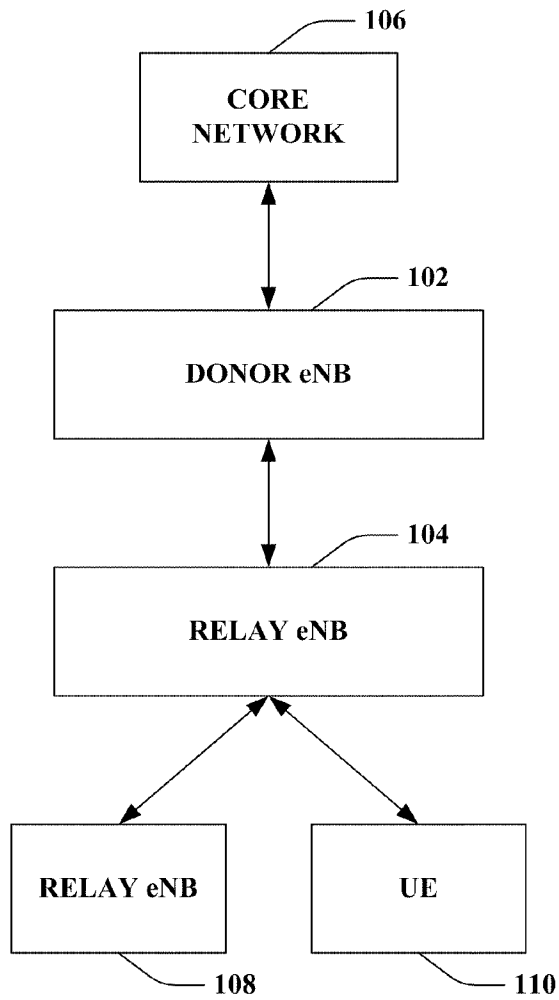 106
CORE
NETWORK
102
DONOR eNB
104
RELAY eNB
RELAY eNB
UE
108
110